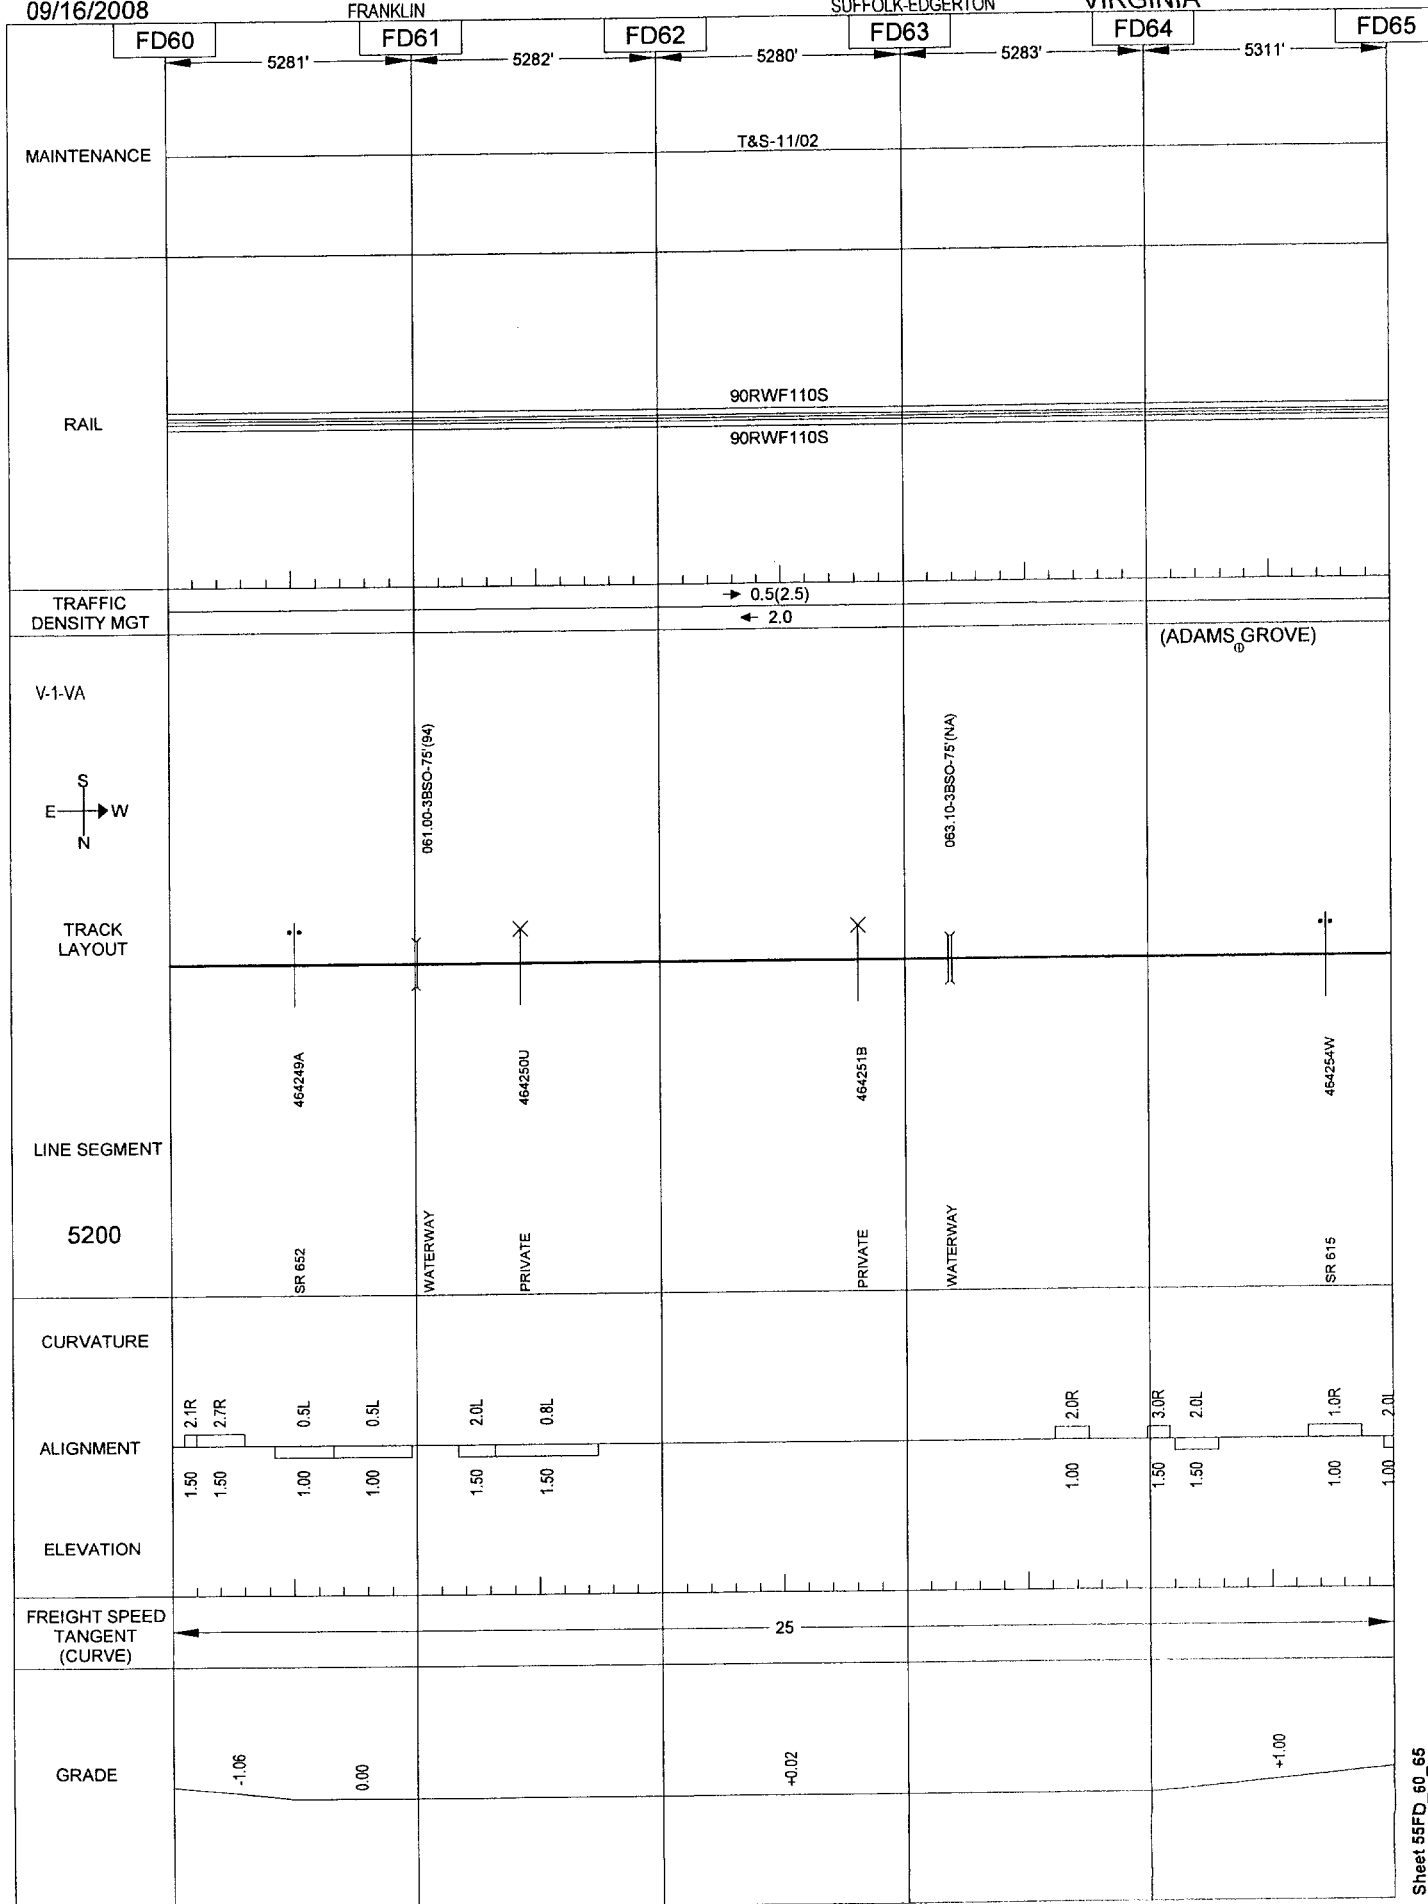 09/16/2008 FRANKLIN SUFFOLK-EDGERTON VIRGINIA
FD60 FD61 FD62 FD63 FD64 FD65
5281' 5282' 5280' 5283' 5311'
MAINTENANCE
T&S-11/02
RAIL
90RWF110S
90RWF110S
TRAFFIC
DENSITY MGT
→ 0.5(2.5)
← 2.0
(ADAMS GROVE)
V-1-VA
S
E W
N
061.00-3BSO-75'(94)
063.10-3BSO-75'(NA)
TRACK
LAYOUT
464249A
464250U
464251B
464254W
LINE SEGMENT
5200
SR 652
WATERWAY
PRIVATE
PRIVATE
WATERWAY
SR 615
CURVATURE
2.1R 2.7R 0.5L 0.5L 2.0L 0.8L 2.0R 3.0R 2.0L 1.0R 2.0L
ALIGNMENT
1.50 1.50 1.00 1.00 1.50 1.50 1.00 1.50 1.50 1.00 1.00
ELEVATION
FREIGHT SPEED
TANGENT
(CURVE)
25
GRADE
-1.06 0.00 +0.02 +1.00
Sheet 55FD_60_65